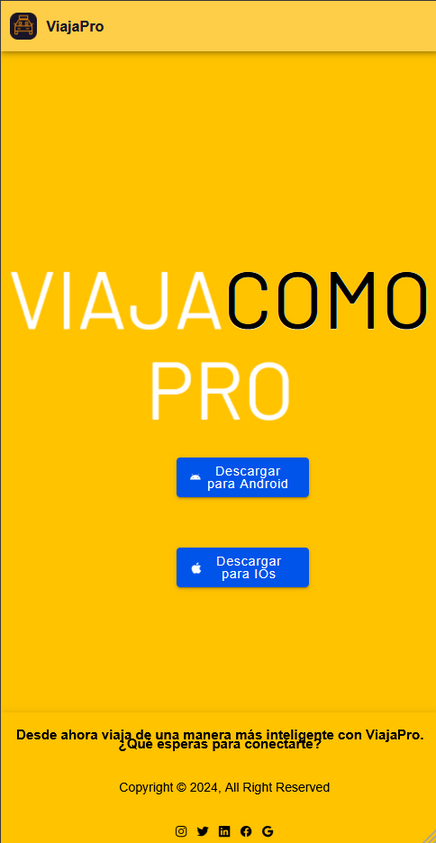 ViajaPro
VIAJACOMO
PRO
Descargar
para Android
Descargar
para IOs
Desde ahora viaja de una manera más inteligente con ViajaPro.
¿Qué esperas para conectarte?
Copyright © 2024, All Right Reserved